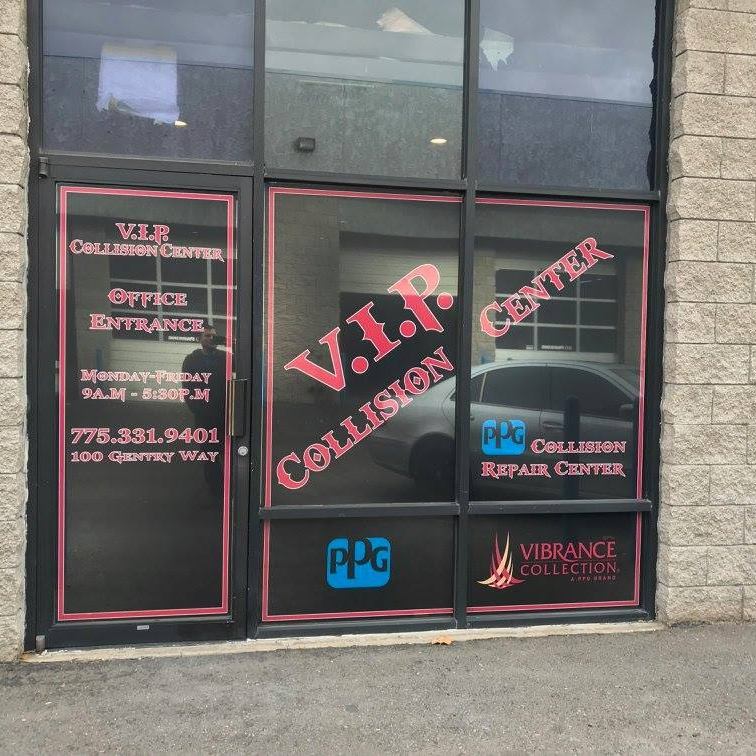 V.I.P.
COLLISION CENTER
OFFICE
ENTRANCE
MONDAY-FRIDAY
9A.M - 5:30P.M
775.331.9401
100 GENTRY WAY
V.I.P.
COLLISION CENTER
PPG COLLISION
REPAIR CENTER
PPG
VIBRANCE
COLLECTION
A PPG BRAND